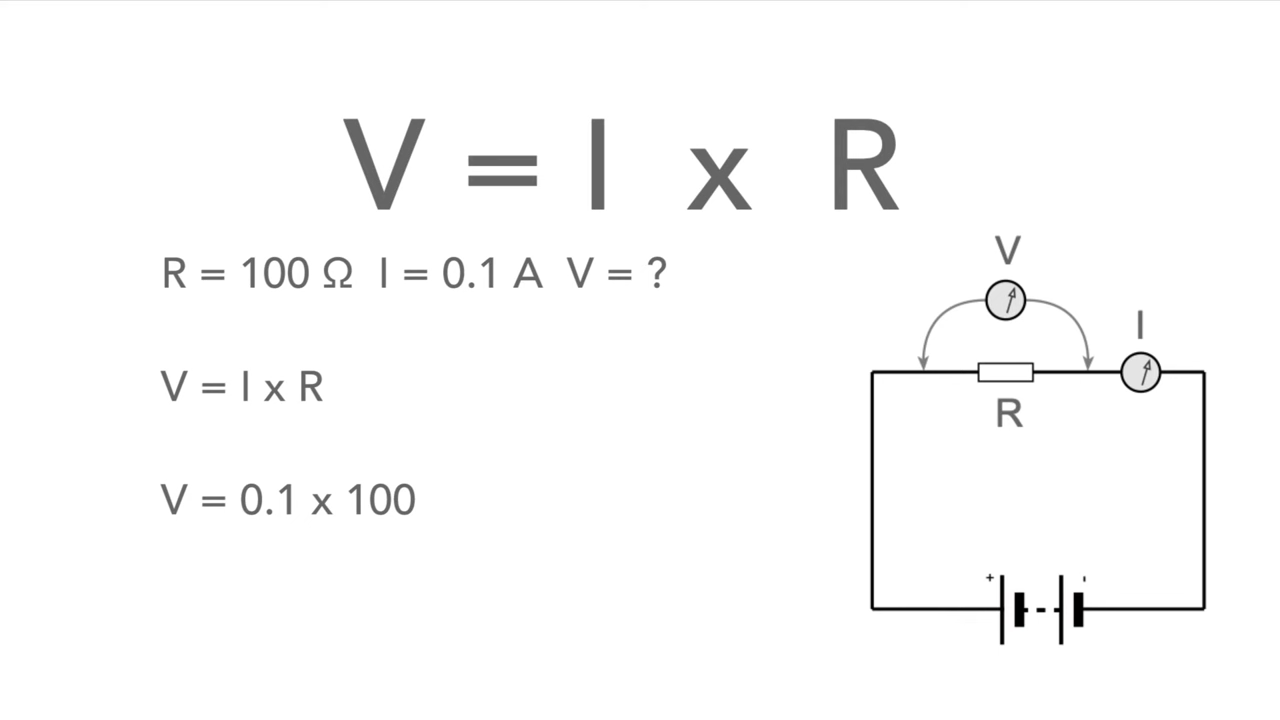 V = I x R
R = 100 Ω I = 0.1 A V = ?
V = I x R
V = 0.1 x 100
V
I
R
+ -